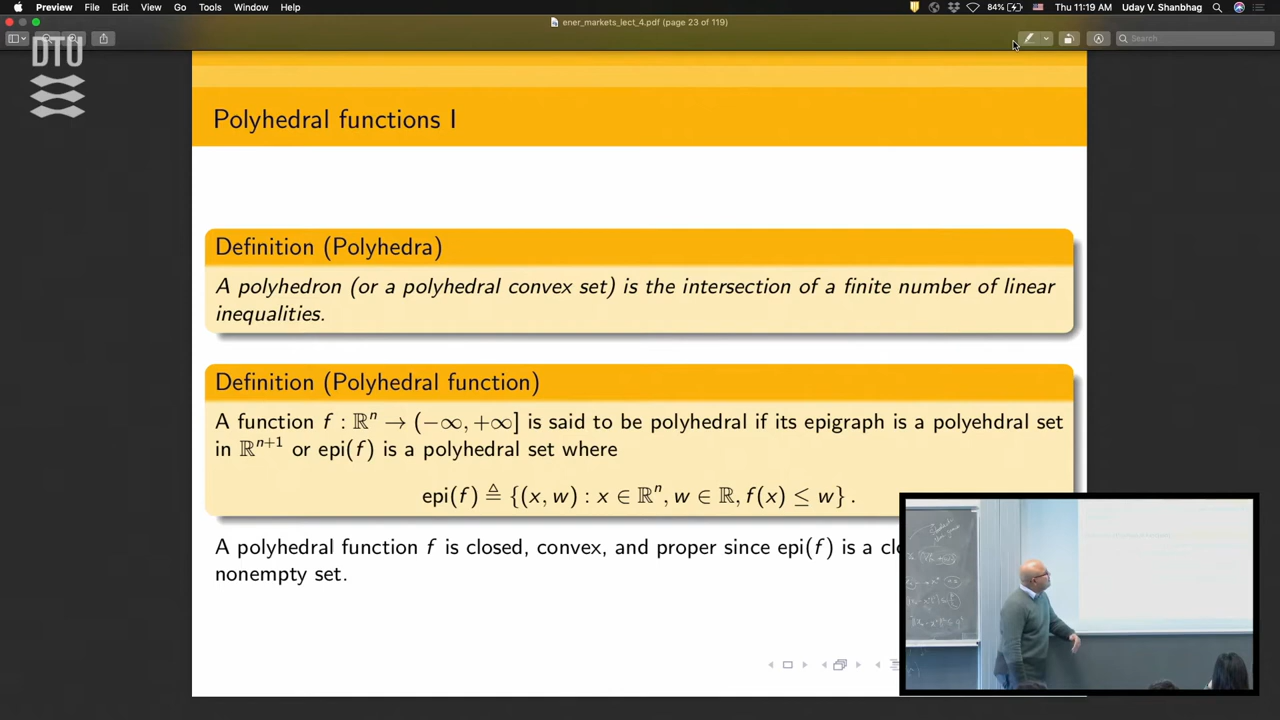 Preview File Edit View Go Tools Window Help 84% Thu 11:19 AM Uday V. Shanbhag
ener_markets_lect_4.pdf (page 23 of 119)
Search
DTU
Polyhedral functions I
Definition (Polyhedra)
A polyhedron (or a polyhedral convex set) is the intersection of a finite number of linear
inequalities.
Definition (Polyhedral function)
A function f : ℝⁿ → (−∞, +∞] is said to be polyhedral if its epigraph is a polyehdral set
in ℝⁿ⁺¹ or epi(f) is a polyhedral set where
epi(f) ≜ {(x, w) : x ∈ ℝⁿ, w ∈ ℝ, f(x) ≤ w} .
A polyhedral function f is closed, convex, and proper since epi(f) is a
nonempty set.